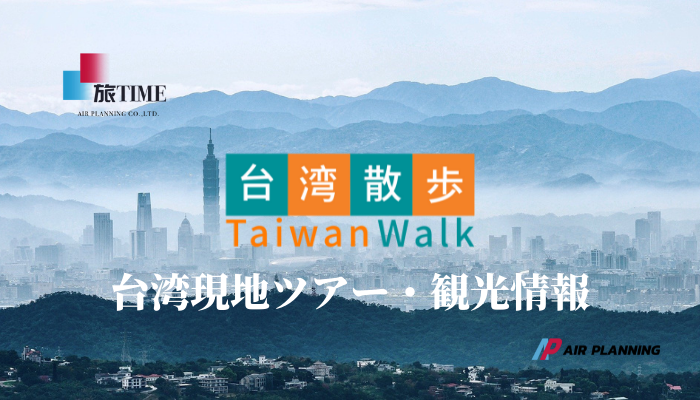 旅TIME
AIR PLANNING CO.,LTD.
台湾散歩
Taiwan Walk
台湾現地ツアー・観光情報
AP AIR PLANNING